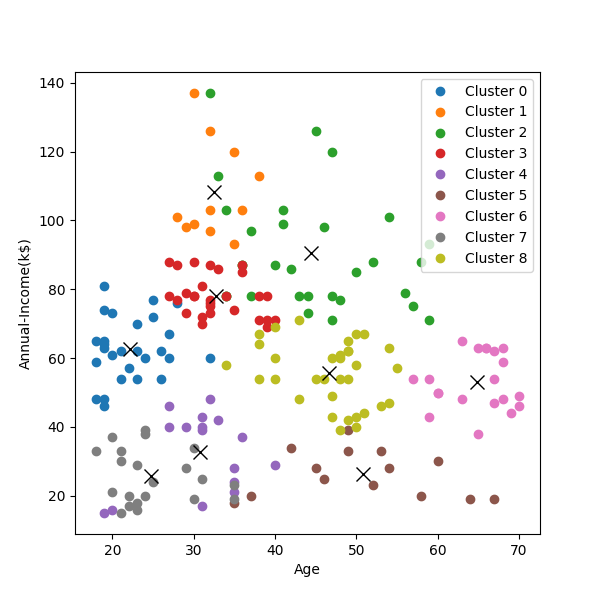 Cluster 0
Cluster 1
Cluster 2
Cluster 3
Cluster 4
Cluster 5
Cluster 6
Cluster 7
Cluster 8
140
120
100
80
60
40
20
Annual-Income(k$)
20 30 40 50 60 70
Age